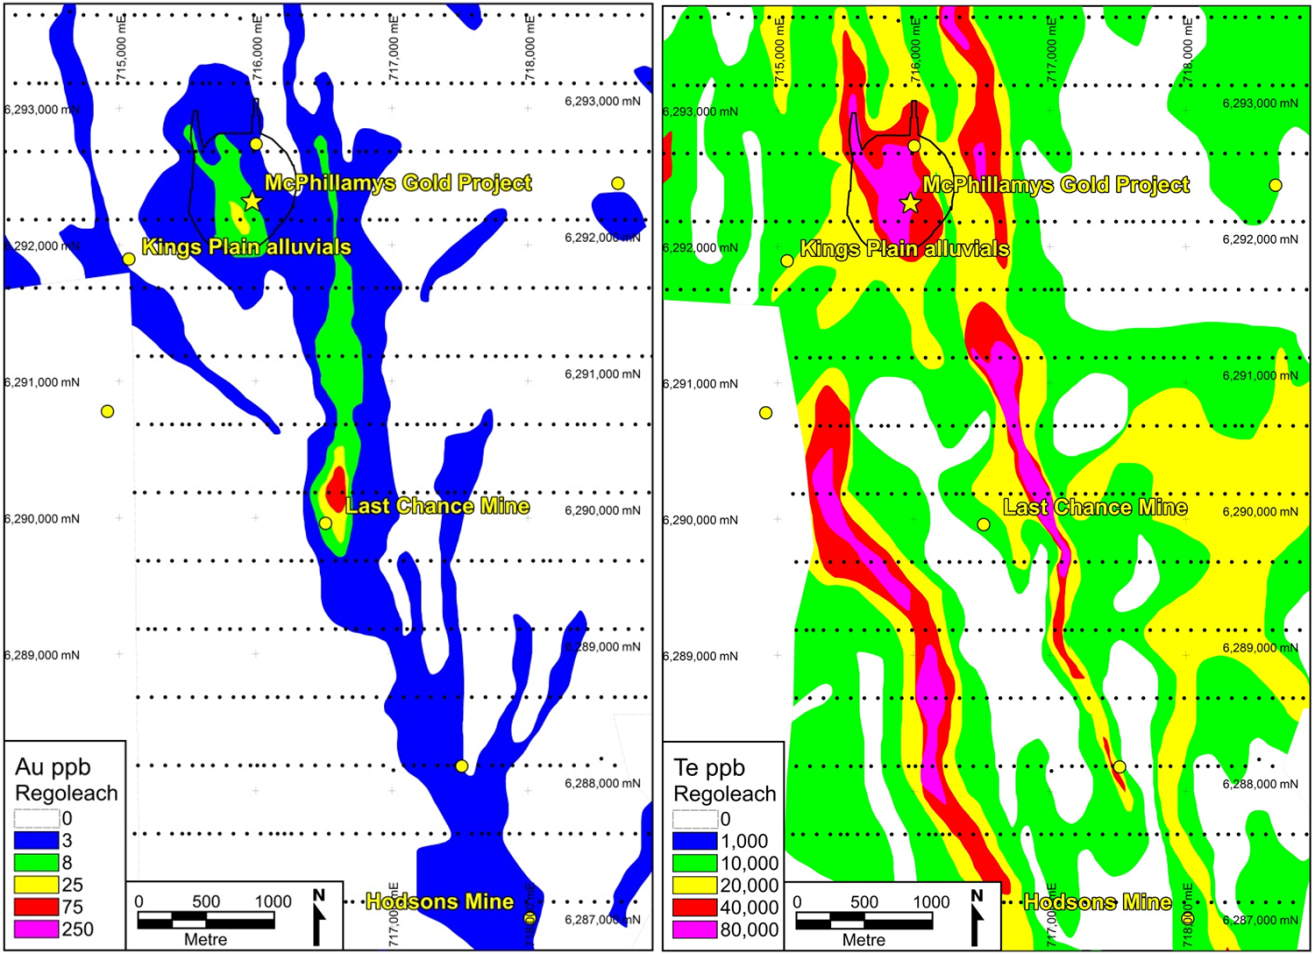 715,000 mE
716,000 mE
717,000 mE
718,000 mE
6,293,000 mN
6,293,000 mN
McPhillamys Gold Project
6,292,000 mN
Kings Plain alluvials
6,292,000 mN
6,291,000 mN
6,291,000 mN
Last Chance Mine
6,290,000 mN
6,290,000 mN
6,289,000 mN
6,289,000 mN
6,288,000 mN
Au ppb
Regoleach
0
3
8
25
75
250
0 500 1000
Metre
N
Hodsons Mine
717,000 mE
6,287,000 mN
715,000 mE
716,000 mE
717,000 mE
718,000 mE
6,293,000 mN
6,293,000 mN
McPhillamys Gold Project
6,292,000 mN
Kings Plain alluvials
6,292,000 mN
6,291,000 mN
6,291,000 mN
Last Chance Mine
6,290,000 mN
6,290,000 mN
6,289,000 mN
6,289,000 mN
6,288,000 mN
Te ppb
Regoleach
0
1,000
10,000
20,000
40,000
80,000
0 500 1000
Metre
N
Hodsons Mine
717,000 mE
6,287,000 mN